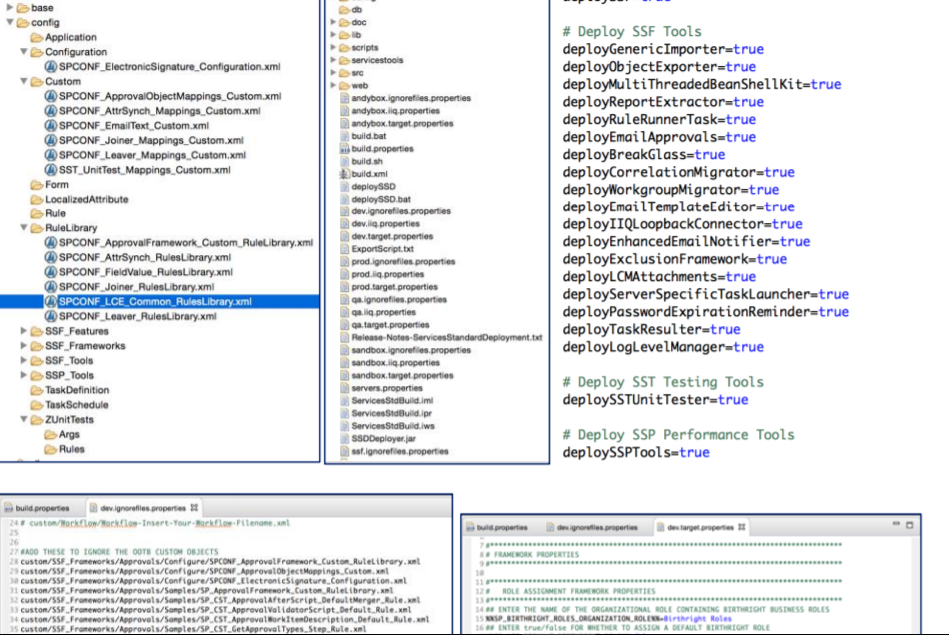 base
config
Application
Configuration
SPCONF_ElectronicSignature_Configuration.xml
Custom
SPCONF_ApprovalObjectMappings_Custom.xml
SPCONF_AttrSynch_Mappings_Custom.xml
SPCONF_EmailText_Custom.xml
SPCONF_Joiner_Mappings_Custom.xml
SPCONF_Leaver_Mappings_Custom.xml
SST_UnitTest_Mappings_Custom.xml
Form
LocalizedAttribute
Rule
RuleLibrary
SPCONF_ApprovalFramework_Custom_RuleLibrary.xml
SPCONF_AttrSynch_RulesLibrary.xml
SPCONF_FieldValue_RulesLibrary.xml
SPCONF_Joiner_RulesLibrary.xml
SPCONF_LCE_Common_RulesLibrary.xml
SPCONF_Leaver_RulesLibrary.xml
SSF_Features
SSF_Frameworks
SSF_Tools
SSP_Tools
TaskDefinition
TaskSchedule
ZUnitTests
Args
Rules
db
doc
lib
scripts
servicestools
src
web
andybox.ignorefiles.properties
andybox.iiq.properties
andybox.target.properties
build.bat
build.properties
build.sh
build.xml
deploySSD
deploySSD.bat
dev.ignorefiles.properties
dev.iiq.properties
dev.target.properties
ExportScript.txt
prod.ignorefiles.properties
prod.iiq.properties
prod.target.properties
qa.ignorefiles.properties
qa.iiq.properties
qa.target.properties
Release-Notes-ServicesStandardDeployment.txt
sandbox.ignorefiles.properties
sandbox.iiq.properties
sandbox.target.properties
servers.properties
ServicesStdBuild.iml
ServicesStdBuild.ipr
ServicesStdBuild.iws
SSDDeployer.jar
ssf.ignorefiles.properties
# Deploy SSF Tools
deployGenericImporter=true
deployObjectExporter=true
deployMultiThreadedBeanShellKit=true
deployReportExtractor=true
deployRuleRunnerTask=true
deployEmailApprovals=true
deployBreakGlass=true
deployCorrelationMigrator=true
deployWorkgroupMigrator=true
deployEmailTemplateEditor=true
deployIIQLoopbackConnector=true
deployEnhancedEmailNotifier=true
deployExclusionFramework=true
deployLCMAttachments=true
deployServerSpecificTaskLauncher=true
deployPasswordExpirationReminder=true
deployTaskResulter=true
deployLogLevelManager=true
# Deploy SST Testing Tools
deploySSTUnitTester=true
# Deploy SSP Performance Tools
deploySSPTools=true
build.properties dev.ignorefiles.properties
24 # custom/Workflow/Workflow-Insert-Your-Workflow-Filename.xml
25
26
27 #ADD THESE TO IGNORE THE OOTB CUSTOM OBJECTS
28 custom/SSF_Frameworks/Approvals/Configure/SPCONF_ApprovalFramework_Custom_RuleLibrary.xml
29 custom/SSF_Frameworks/Approvals/Configure/SPCONF_ApprovalObjectMappings_Custom.xml
30 custom/SSF_Frameworks/Approvals/Configure/SPCONF_ElectronicSignature_Configuration.xml
31 custom/SSF_Frameworks/Approvals/Samples/SP_ApprovalFramework_Custom_RuleLibrary.xml
32 custom/SSF_Frameworks/Approvals/Samples/SP_CST_ApprovalAfterScript_DefaultMerger_Rule.xml
33 custom/SSF_Frameworks/Approvals/Samples/SP_CST_ApprovalValidatorScript_Default_Rule.xml
34 custom/SSF_Frameworks/Approvals/Samples/SP_CST_ApprovalWorkItemDescription_Default_Rule.xml
35 custom/SSF_Frameworks/Approvals/Samples/SP_CST_GetApprovalTypes_Step_Rule.xml
build.properties dev.ignorefiles.properties dev.target.properties
8 # FRAMEWORK PROPERTIES
10
12 # ROLE ASSIGNMENT FRAMEWORK PROPERTIES
14 ## ENTER THE NAME OF THE ORGANIZATIONAL ROLE CONTAINING BIRTHRIGHT BUSINESS ROLES
15 %%SP_BIRTHRIGHT_ROLES_ORGANIZATION_ROLE%%=Birthright Roles
16 ## ENTER true/false FOR WHETHER TO ASSIGN A DEFAULT BIRTHRIGHT ROLE